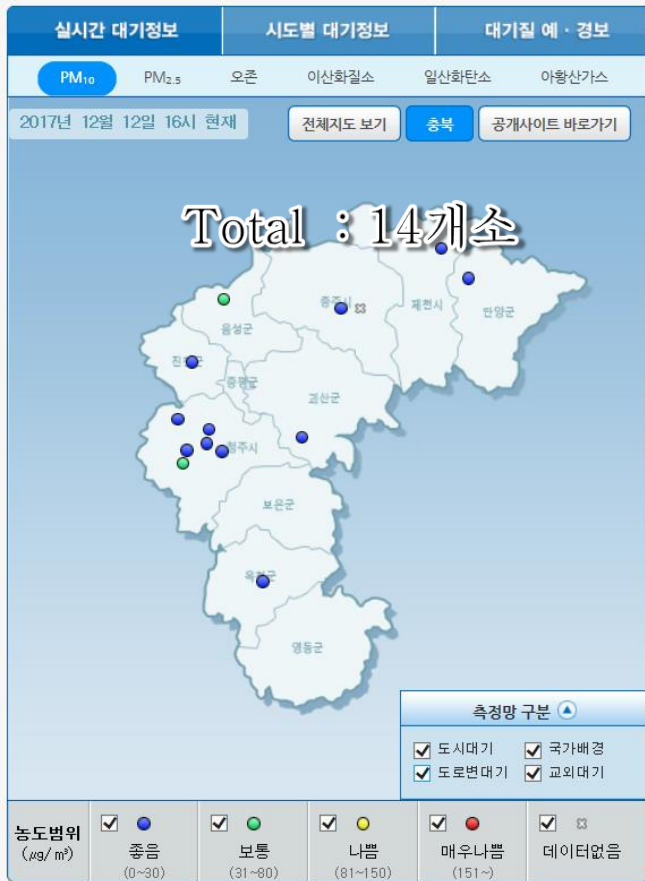 실시간 대기정보 시도별 대기정보 대기질 예 · 경보
PM₁₀ PM₂.₅ 오존 이산화질소 일산화탄소 아황산가스
2017년 12월 12일 16시 현재 전체지도 보기 충북 공개사이트 바로가기
Total : 14개소
충주시 제천시 단양군
음성군
증평군
괴산군
청주시
보은군
영동군
측정망 구분
도시대기 국가배경
도로변대기 교외대기
농도범위 좋음 보통 나쁨 매우나쁨 데이터없음
(㎍/㎥) (0~30) (31~80) (81~150) (151~)